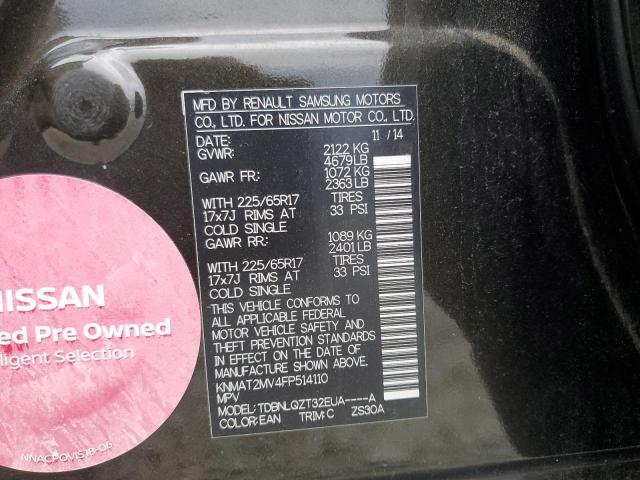 MFD BY RENAULT SAMSUNG MOTORS
CO., LTD. FOR NISSAN MOTOR CO., LTD.
DATE: 11 / 14
GVWR: 2122 KG
4679 LB
GAWR FR: 1072 KG
2363 LB
WITH 225/65R17 TIRES
17x7J RIMS AT 33 PSI
COLD SINGLE
GAWR RR: 1089 KG
2401 LB
WITH 225/65R17 TIRES
17x7J RIMS AT 33 PSI
COLD SINGLE
THIS VEHICLE CONFORMS TO
ALL APPLICABLE FEDERAL
MOTOR VEHICLE SAFETY AND
THEFT PREVENTION STANDARDS
IN EFFECT ON THE DATE OF
MANUFACTURE SHOWN ABOVE.
KNMAT2MV4FP514110
MPV
MODEL: TDBNLQZT32EUA----A
COLOR: EAN TRIM: C ZS30A
NISSAN
ed Pre Owned
lligent Selection
NNACPOVIS18-06